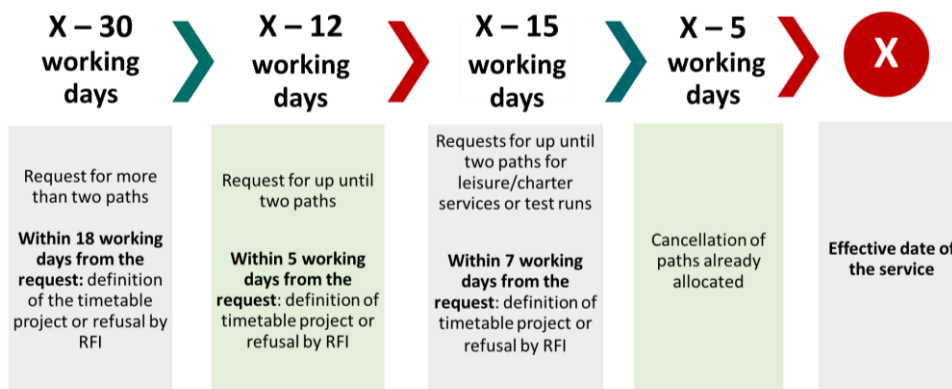 X – 30
working
days
X – 12
working
days
X – 15
working
days
X – 5
working
days
X
Request for more
than two paths
Within 18 working
days from the
request: definition
of the timetable
project or refusal by
RFI
Request for up until
two paths
Within 5 working
days from the
request: definition of
timetable project or
refusal by RFI
Requests for up until
two paths for
leisure/charter
services or test runs
Within 7 working
days from the
request: definition of
timetable project or
refusal by RFI
Cancellation of
paths already
allocated
Effective date of
the service